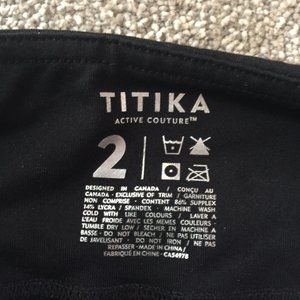 TITIKA
ACTIVE COUTURE™
2
DESIGNED IN CANADA / CONÇU AU
CANADA · EXCLUSIVE OF TRIM / GARNITURE
NON COMPRISE · CONTENT 86% SUPPLEX
14% LYCRA / SPANDEX · MACHINE WASH
COLD WITH LIKE COLOURS / LAVER A
L'EAU FROIDE AVEC LES MEMES COULEURS ·
TUMBLE DRY LOW / SECHER EN MACHINE A
BASSE · DO NOT BLEACH / NE PAS UTILISER
DE JAVELISANT · DO NOT IRON / NE PAS
REPASSER · MADE IN CHINA /
FABRIQUÉ EN CHINE · CA54978